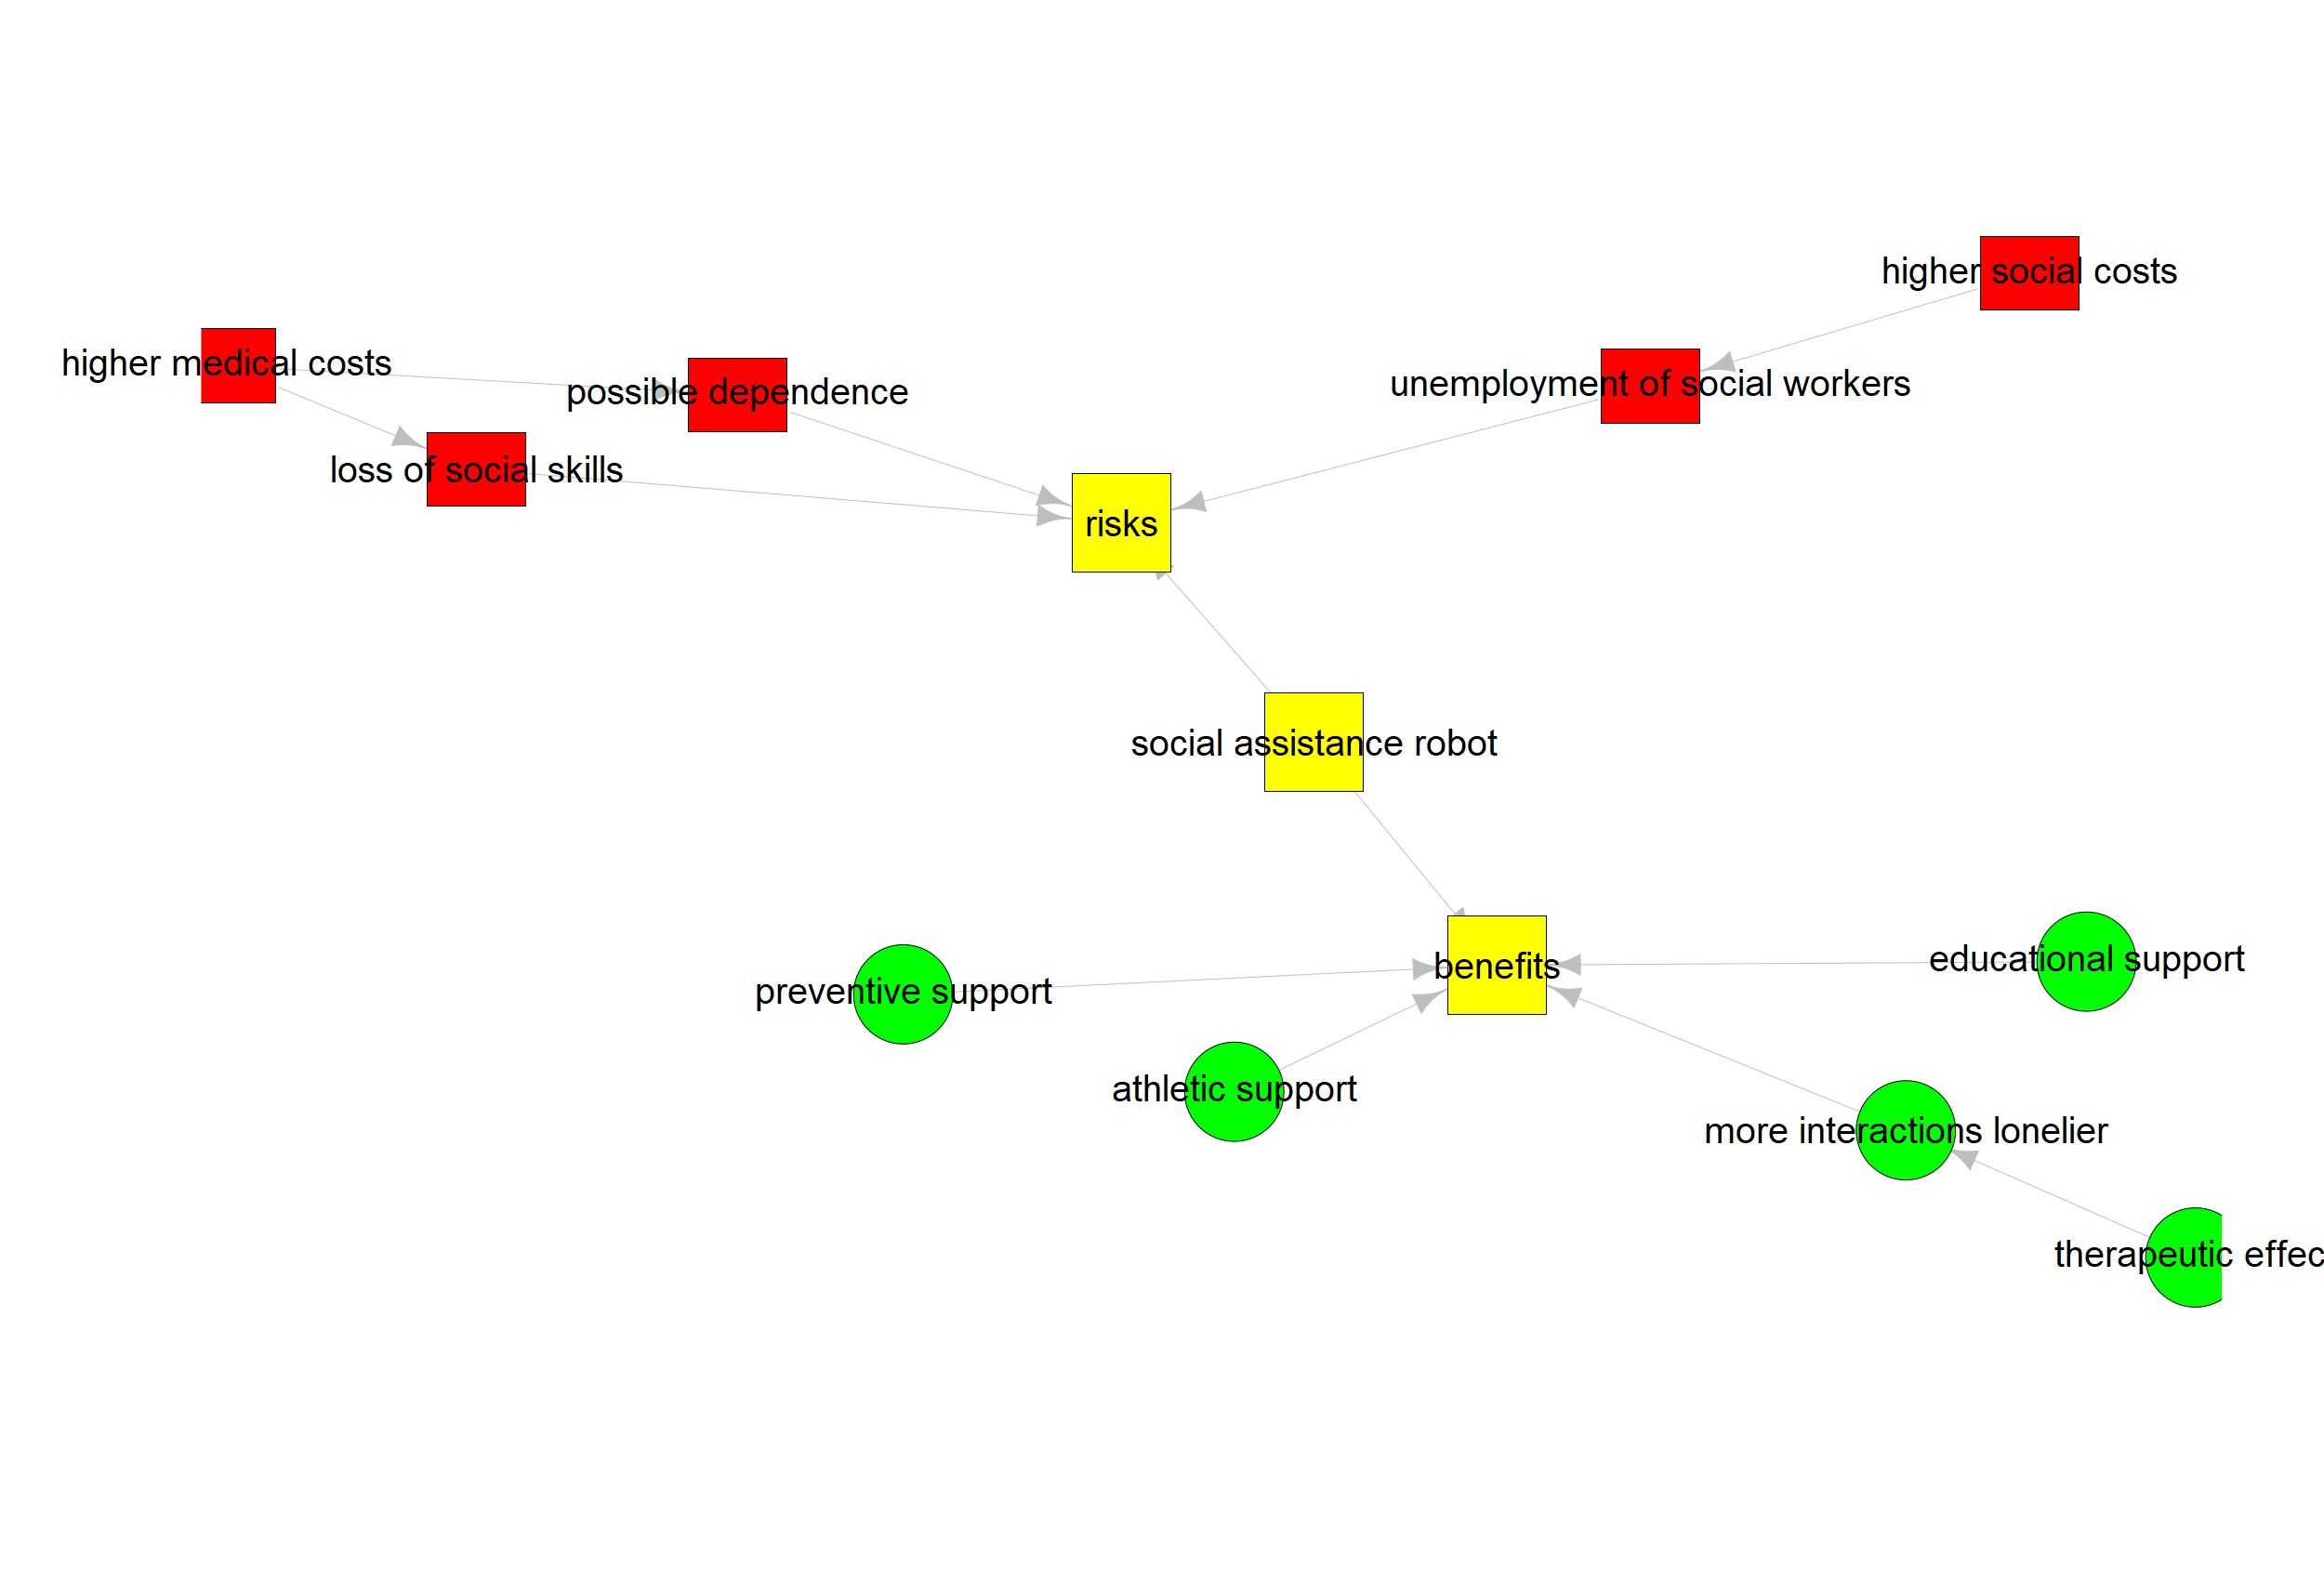 higher social costs
higher medical costs
possible dependence
unemployment of social workers
loss of social skills
risks
social assistance robot
benefits
educational support
preventive support
athletic support
more interactions lonelier
therapeutic effec